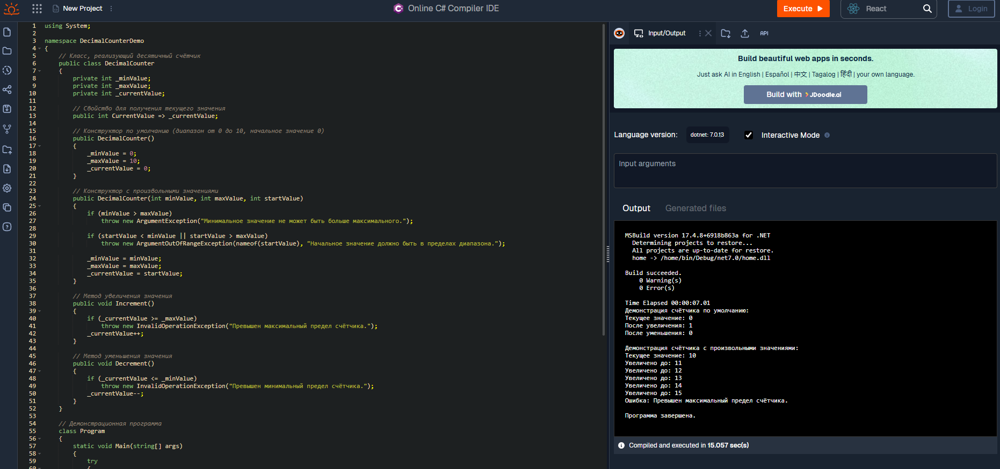 New Project
Online C# Compiler IDE
Execute
React
Login
1 using System;
2
3 namespace DecimalCounterDemo
4 {
5 // Класс, реализующий десятичный счётчик
6 public class DecimalCounter
7 {
8 private int _minValue;
9 private int _maxValue;
10 private int _currentValue;
11
12 // Свойство для получения текущего значения
13 public int CurrentValue => _currentValue;
14
15 // Конструктор по умолчанию (диапазон от 0 до 10, начальное значение 0)
16 public DecimalCounter()
17 {
18 _minValue = 0;
19 _maxValue = 10;
20 _currentValue = 0;
21 }
22
23 // Конструктор с произвольными значениями
24 public DecimalCounter(int minValue, int maxValue, int startValue)
25 {
26 if (minValue > maxValue)
27 throw new ArgumentException("Минимальное значение не может быть больше максимального.");
28
29 if (startValue < minValue || startValue > maxValue)
30 throw new ArgumentOutOfRangeException(nameof(startValue), "Начальное значение должно быть в пределах диапазона.");
31
32 _minValue = minValue;
33 _maxValue = maxValue;
34 _currentValue = startValue;
35 }
36
37 // Метод увеличения значения
38 public void Increment()
39 {
40 if (_currentValue >= _maxValue)
41 throw new InvalidOperationException("Превышен максимальный предел счётчика.");
42 _currentValue++;
43 }
44
45 // Метод уменьшения значения
46 public void Decrement()
47 {
48 if (_currentValue <= _minValue)
49 throw new InvalidOperationException("Превышен минимальный предел счётчика.");
50 _currentValue--;
51 }
52 }
53
54 // Демонстрационная программа
55 class Program
56 {
57 static void Main(string[] args)
58 {
59 try
60 {
Input/Output
API
Build beautiful web apps in seconds.
Just ask AI in English | Español | 中文 | Tagalog | हिंदी | your own language.
Build with JDoodle.ai
Language version: dotnet: 7.0.13 Interactive Mode
Input arguments
Output Generated files
MSBuild version 17.4.8+6918b863a for .NET
Determining projects to restore...
All projects are up-to-date for restore.
home -> /home/bin/Debug/net7.0/home.dll
Build succeeded.
0 Warning(s)
0 Error(s)
Time Elapsed 00:00:07.01
Демонстрация счётчика по умолчанию:
Текущее значение: 0
После увеличения: 1
После уменьшения: 0
Демонстрация счётчика с произвольными значениями:
Текущее значение: 10
Увеличено до: 11
Увеличено до: 12
Увеличено до: 13
Увеличено до: 14
Увеличено до: 15
Ошибка: Превышен максимальный предел счётчика.
Программа завершена.
Compiled and executed in 15.057 sec(s)